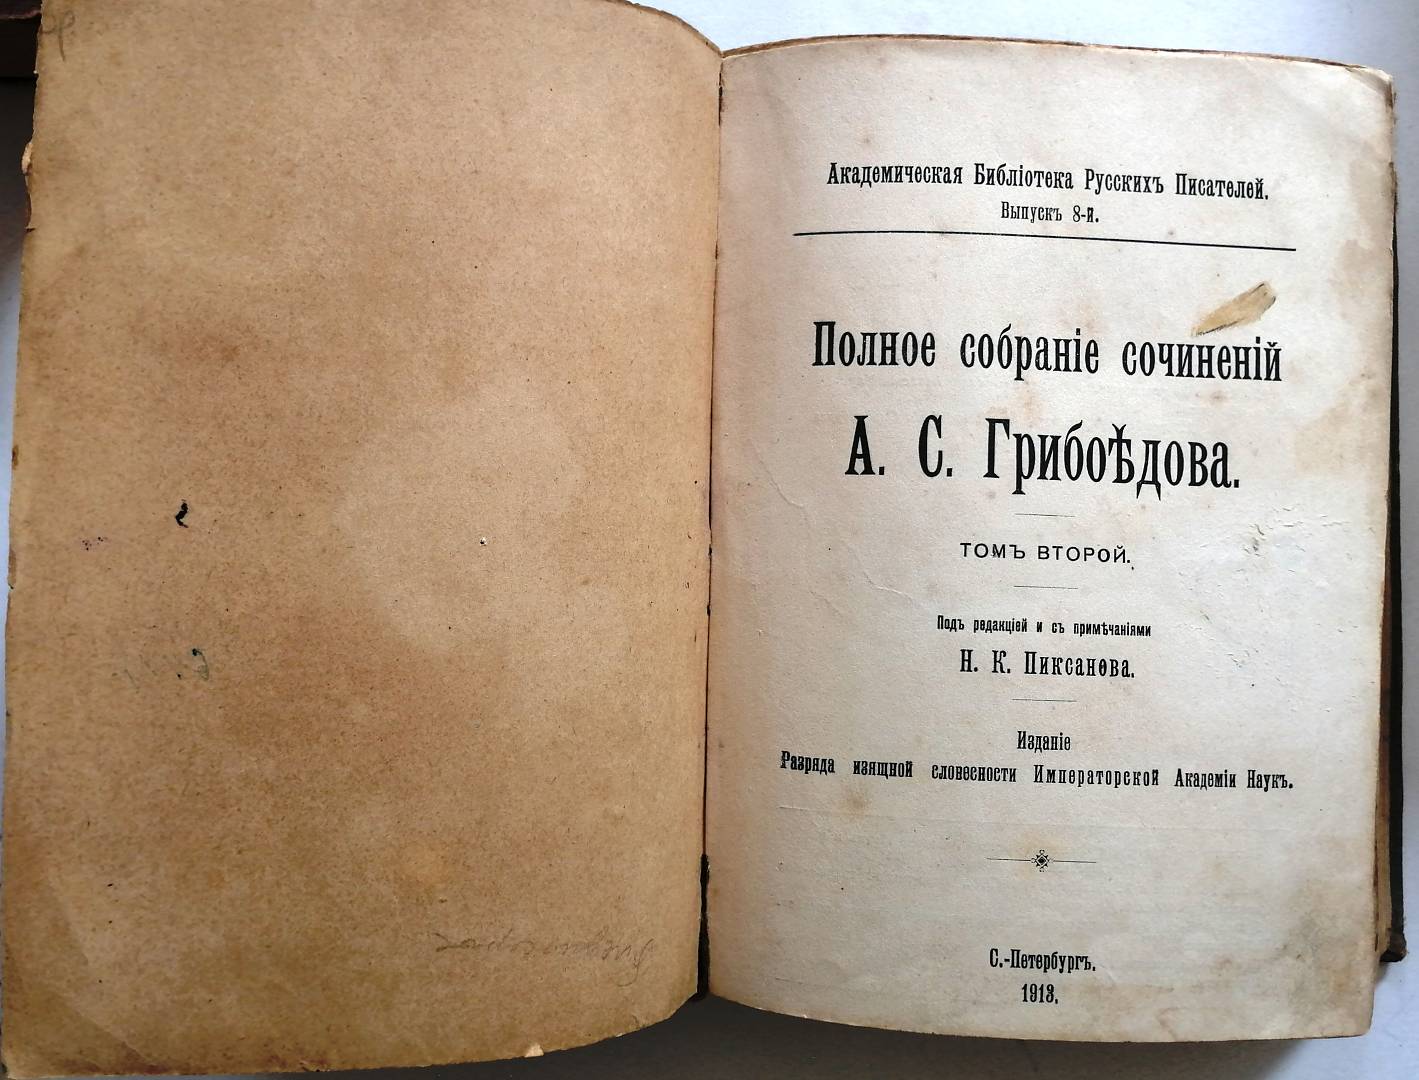 Академическая Библіотека Русскихъ Писателей.
Выпускъ 8-й.
Полное собраніе сочиненій
А. С. Грибоѣдова.
ТОМЪ ВТОРОЙ.
Подъ редакціей и съ примѣчаніями
Н. К. Пиксанова.
Изданіе
Разряда изящной словесности Императорской Академіи Наукъ.
С.-Петербургъ.
1913.